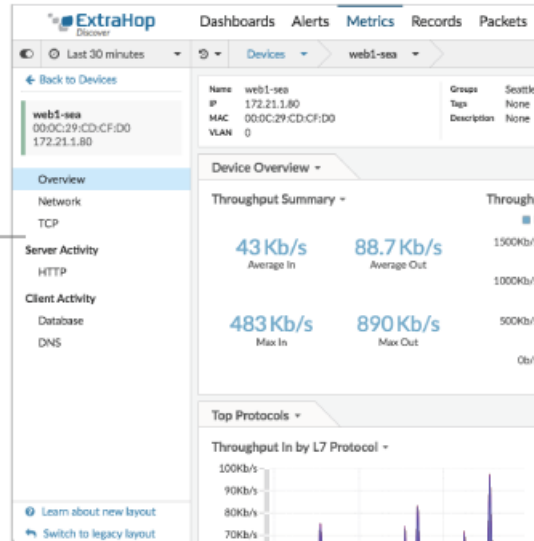 ExtraHop
Discover
Dashboards Alerts Metrics Records Packets
Last 30 minutes
Devices
web1-sea
Back to Devices
web1-sea
00:0C:29:CD:CF:D0
172.21.1.80
Overview
Network
TCP
Server Activity
HTTP
Client Activity
Database
DNS
Learn about new layout
Switch to legacy layout
Name web1-sea
IP 172.21.1.80
MAC 00:0C:29:CD:CF:D0
VLAN 0
Groups Seattle
Tags None
Description None
Device Overview
Throughput Summary
43 Kb/s
Average In
88.7 Kb/s
Average Out
483 Kb/s
Max In
890 Kb/s
Max Out
Through
1500Kb/
1000Kb/
500Kb/
0b/
Top Protocols
Throughput In by L7 Protocol
100Kb/s
90Kb/s
80Kb/s
70Kb/s